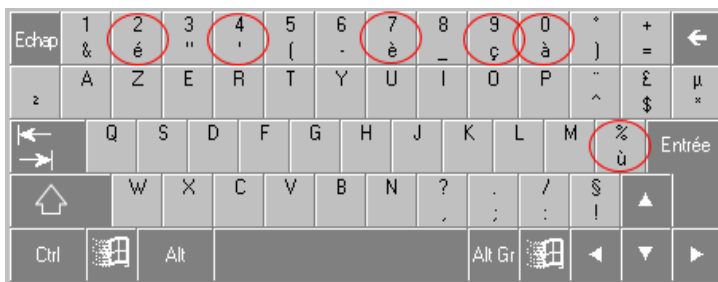 Echap 1 2 3 4 5 6 7 8 9 0 ° +
& é " ' ( - è _ ç à ) =
A Z E R T Y U I O P ¨ £ µ
² ^ $ *
Q S D F G H J K L M % Entrée
ù
W X C V B N ? . / §
, ; : !
Ctrl Alt Alt Gr